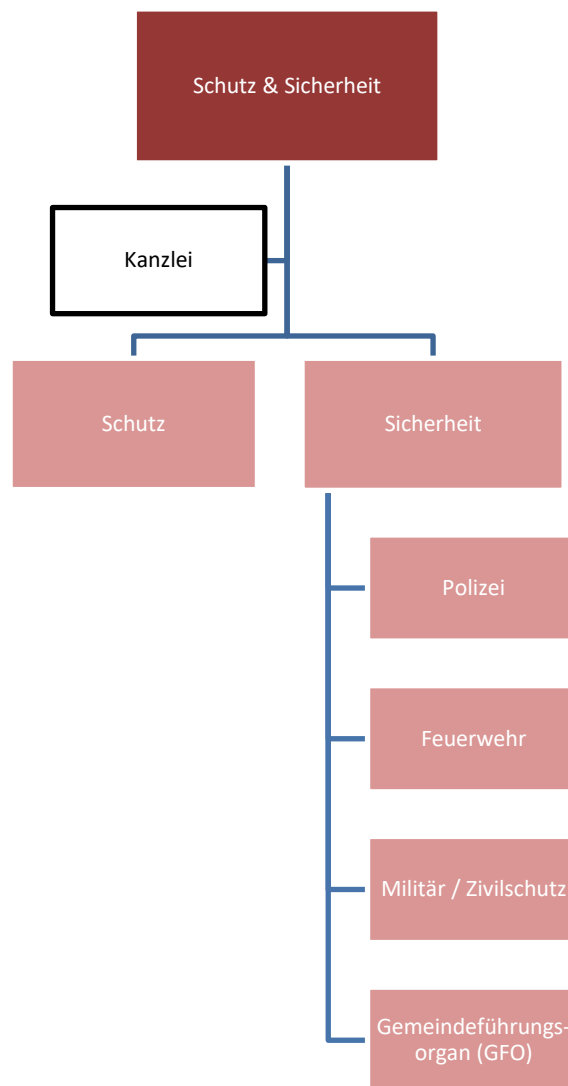 Schutz & Sicherheit
Kanzlei
Schutz
Sicherheit
Polizei
Feuerwehr
Militär / Zivilschutz
Gemeindeführungs-
organ (GFO)